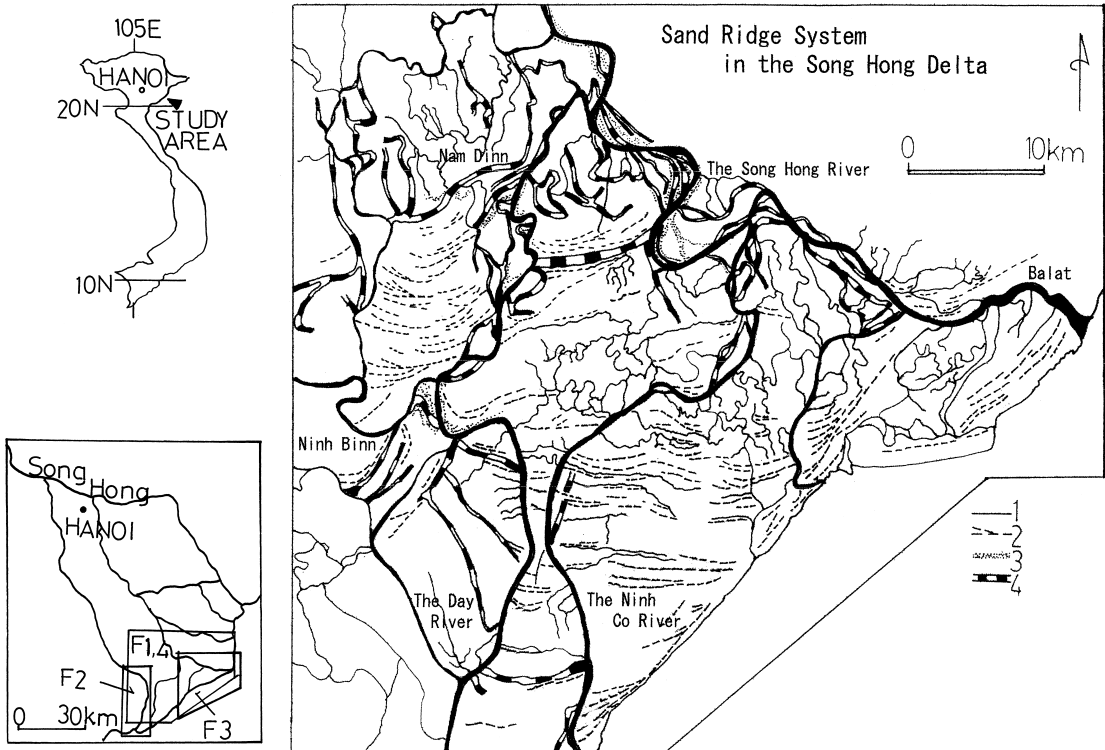 105E
HANOI
20N
STUDY
AREA
10N
Sand Ridge System
in the Song Hong Delta
0 10km
Nam Dinn
The Song Hong River
Balat
Ninh Binn
The Day
River
The Ninh
Co River
1
2
3
4
Song
Hong
HANOI
F1,4
F2
F3
0 30km